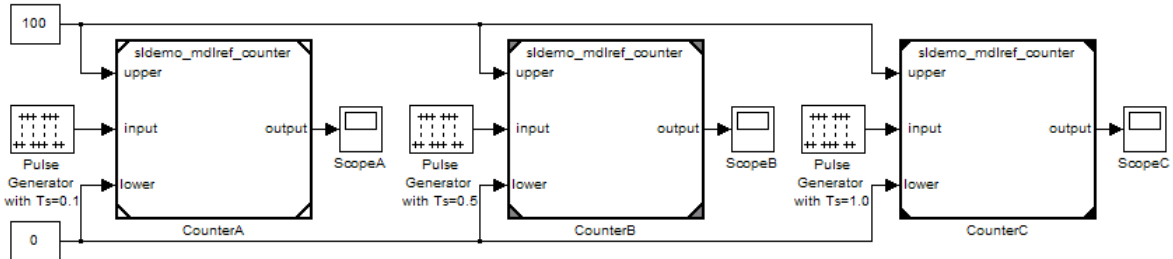 100
sldemo_mdlref_counter
upper
input
output
lower
CounterA
Pulse
Generator
with Ts=0.1
ScopeA
sldemo_mdlref_counter
upper
input
output
lower
CounterB
Pulse
Generator
with Ts=0.5
ScopeB
sldemo_mdlref_counter
upper
input
output
lower
CounterC
Pulse
Generator
with Ts=1.0
ScopeC
0